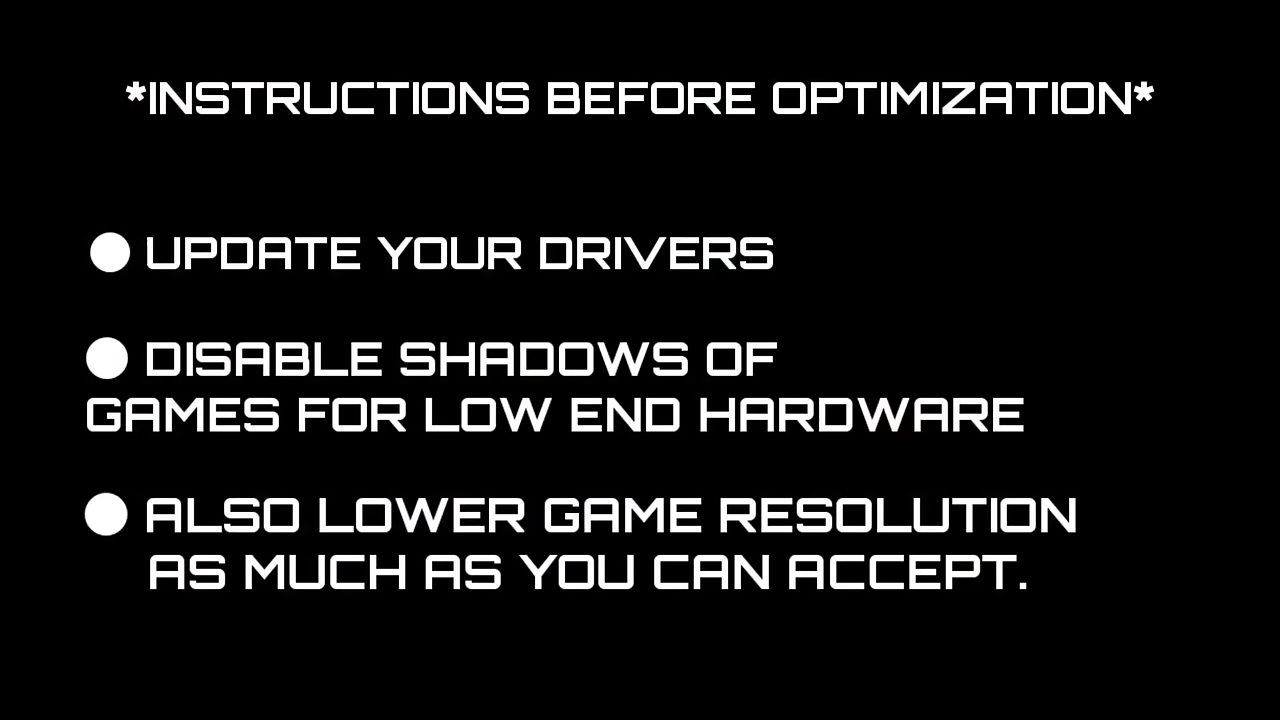 *INSTRUCTIONS BEFORE OPTIMIZATION*
● UPDATE YOUR DRIVERS
● DISABLE SHADOWS OF
GAMES FOR LOW END HARDWARE
● ALSO LOWER GAME RESOLUTION
AS MUCH AS YOU CAN ACCEPT.